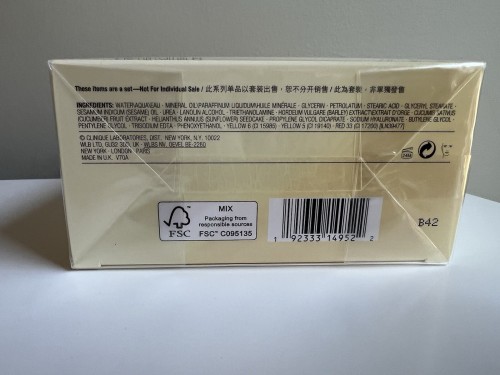 These items are a set—Not For Individual Sale / 此系列单品以套装出售，恕不分开销售 / 此為套裝，非單獨發售
INGREDIENTS: WATER\AQUA\EAU • MINERAL OIL\PARAFFINUM LIQUIDUM\HUILE MINÉRALE • GLYCERIN • PETROLATUM • STEARIC ACID • GLYCERYL STEARATE •
SESAMUM INDICUM (SESAME) OIL • UREA • LANOLIN ALCOHOL • TRIETHANOLAMINE • HORDEUM VULGARE (BARLEY) EXTRACT\EXTRAIT D'ORGE • CUCUMIS SATIVUS
(CUCUMBER) FRUIT EXTRACT • HELIANTHUS ANNUUS (SUNFLOWER) SEEDCAKE • PROPYLENE GLYCOL DICAPRATE • SODIUM HYALURONATE • BUTYLENE GLYCOL •
PENTYLENE GLYCOL • TRISODIUM EDTA • PHENOXYETHANOL • YELLOW 6 (CI 15985) • YELLOW 5 (CI 19140) • RED 33 (CI 17200)
© CLINIQUE LABORATORIES, DIST. NEW YORK, N.Y. 10022
NEW YORK • LONDON • PARIS
MADE IN U.K. V70A
MIX
Packaging from
responsible sources
FSC
FSC™ C095135
1 92333 14952 2
B42